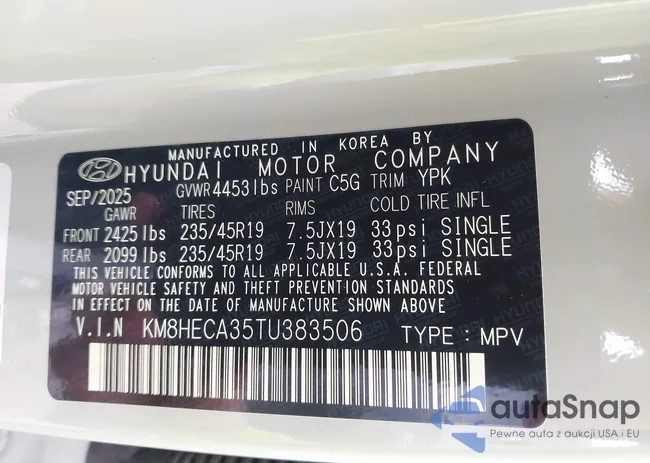 MANUFACTURED IN KOREA BY
HYUNDAI MOTOR COMPANY
SEP/2025 GVWR 4453 lbs PAINT C5G TRIM YPK
GAWR TIRES RIMS COLD TIRE INFL
FRONT 2425 lbs 235/45R19 7.5JX19 33psi SINGLE
REAR 2099 lbs 235/45R19 7.5JX19 33psi SINGLE
THIS VEHICLE CONFORMS TO ALL APPLICABLE U.S.A. FEDERAL
MOTOR VEHICLE SAFETY AND THEFT PREVENTION STANDARDS
IN EFFECT ON THE DATE OF MANUFACTURE SHOWN ABOVE.
V.I.N KM8HECA35TU383506 TYPE: MPV
autaSnap
Pewne auta z aukcji USA i EU